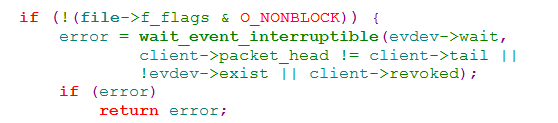 if (!(file->f_flags & O_NONBLOCK)) {
error = wait_event_interruptible(evdev->wait,
client->packet_head != client->tail ||
!evdev->exist || client->revoked);
if (error)
return error;